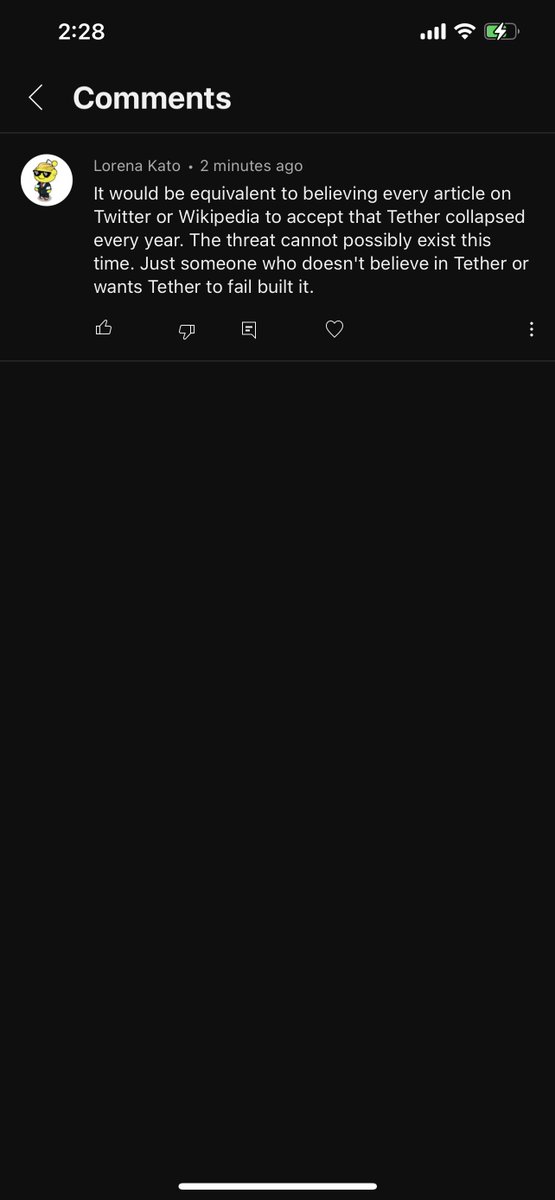 2:28
Comments
Lorena Kato • 2 minutes ago
It would be equivalent to believing every article on
Twitter or Wikipedia to accept that Tether collapsed
every year. The threat cannot possibly exist this
time. Just someone who doesn't believe in Tether or
wants Tether to fail built it.